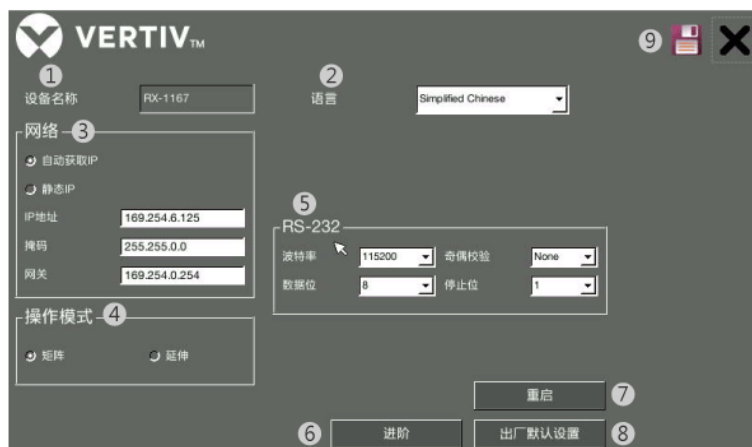 VERTIV™
9
1
2
设备名称 RX-1167 语言 Simplified Chinese
网络 3
自动获取IP
静态IP
IP地址 169.254.6.125
掩码 255.255.0.0
网关 169.254.0.254
5
RS-232
波特率 115200 奇偶校验 None
数据位 8 停止位 1
操作模式 4
矩阵 延伸
重启 7
6 进阶 出厂默认设置 8